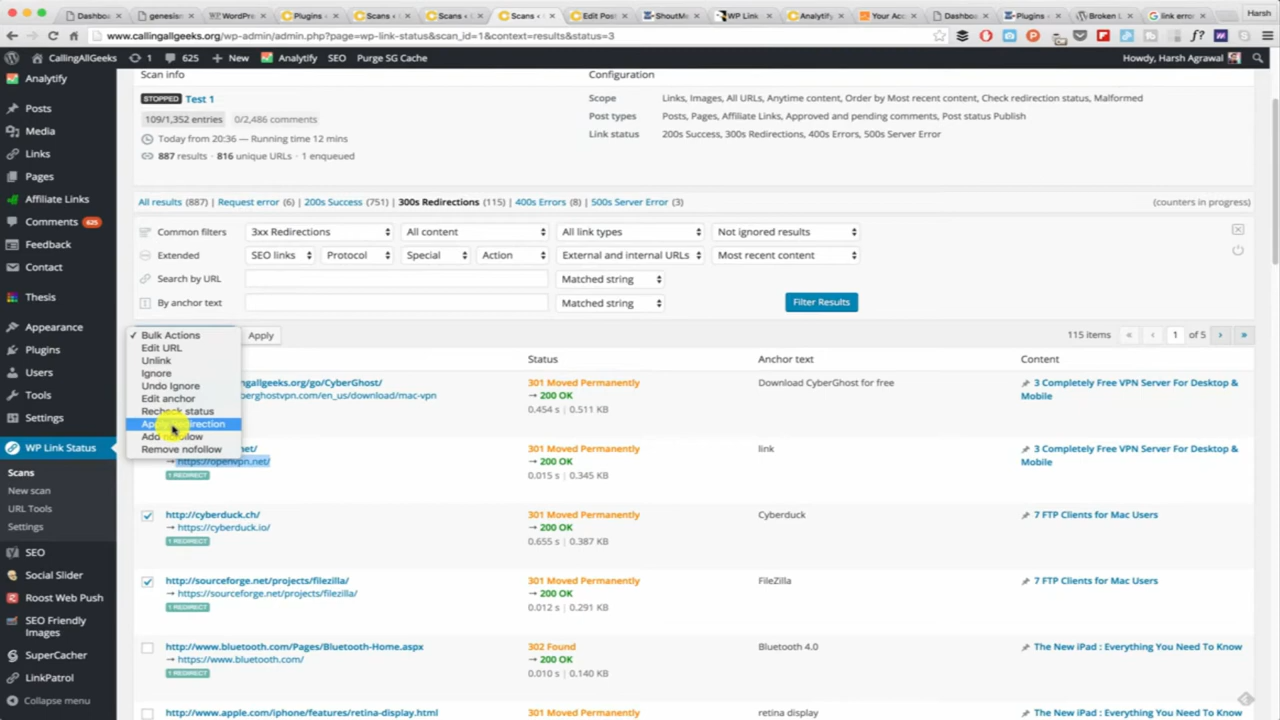 Dashbo
genesis
WordPre
Plugins
Scans
Scans
Scans
Edit Post
ShoutMe
WP Link
Analytify
Your Acc
Dashbo
Plugins
Broken L
link error
Harsh
www.callingallgeeks.org/wp-admin/admin.php?page=wp-link-status&scan_id=1&context=results&status=3
CallingAllGeeks 1 625 + New Analytify SEO Purge SG Cache Howdy, Harsh Agrawal
Analytify
Posts
Media
Links
Pages
Affiliate Links
Comments 625
Feedback
Contact
Thesis
Appearance
Plugins
Users
Tools
Settings
WP Link Status
Scans
New scan
URL Tools
Settings
SEO
Social Slider
Roost Web Push
SEO Friendly
Images
SuperCacher
LinkPatrol
Collapse menu
Scan info
STOPPED Test 1
109/1,352 entries 0/2,486 comments
Today from 20:36 — Running time 12 mins
887 results · 816 unique URLs · 1 enqueued
Configuration
Scope Links, Images, All URLs, Anytime content, Order by Most recent content, Check redirection status, Malformed
Post types Posts, Pages, Affiliate Links, Approved and pending comments, Post status Publish
Link status 200s Success, 300s Redirections, 400s Errors, 500s Server Error
All results (887) | Request error (6) | 200s Success (751) | 300s Redirections (115) | 400s Errors (8) | 500s Server Error (3) (counters in progress)
Common filters 3xx Redirections All content All link types Not ignored results
Extended SEO links Protocol Special Action External and internal URLs Most recent content
Search by URL Matched string
By anchor text Matched string Filter Results
✓ Bulk Actions
Edit URL
Unlink
Ignore
Undo Ignore
Edit anchor
Recheck status
Apply redirection
Add nofollow
Remove nofollow
Apply 115 items « ‹ 1 of 5 › »
Status Anchor text Content
ngallgeeks.org/go/CyberGhost/ 301 Moved Permanently Download CyberGhost for free 3 Completely Free VPN Server For Desktop &
berghostvpn.com/en_us/download/mac-vpn → 200 OK Mobile
0.454 s | 0.511 KB
.net/ 301 Moved Permanently link 3 Completely Free VPN Server For Desktop &
→ https://openvpn.net/ → 200 OK Mobile
1 REDIRECT 0.015 s | 0.345 KB
http://cyberduck.ch/ 301 Moved Permanently Cyberduck 7 FTP Clients for Mac Users
→ https://cyberduck.io/ → 200 OK
1 REDIRECT 0.655 s | 0.387 KB
http://sourceforge.net/projects/filezilla/ 301 Moved Permanently FileZilla 7 FTP Clients for Mac Users
→ https://sourceforge.net/projects/filezilla/ → 200 OK
1 REDIRECT 0.012 s | 0.291 KB
http://www.bluetooth.com/Pages/Bluetooth-Home.aspx 302 Found Bluetooth 4.0 The New iPad : Everything You Need To Know
→ https://www.bluetooth.com/ → 200 OK
1 REDIRECT 0.010 s | 0.140 KB
http://www.apple.com/iphone/features/retina-display.html 301 Moved Permanently retina display The New iPad : Everything You Need To Know